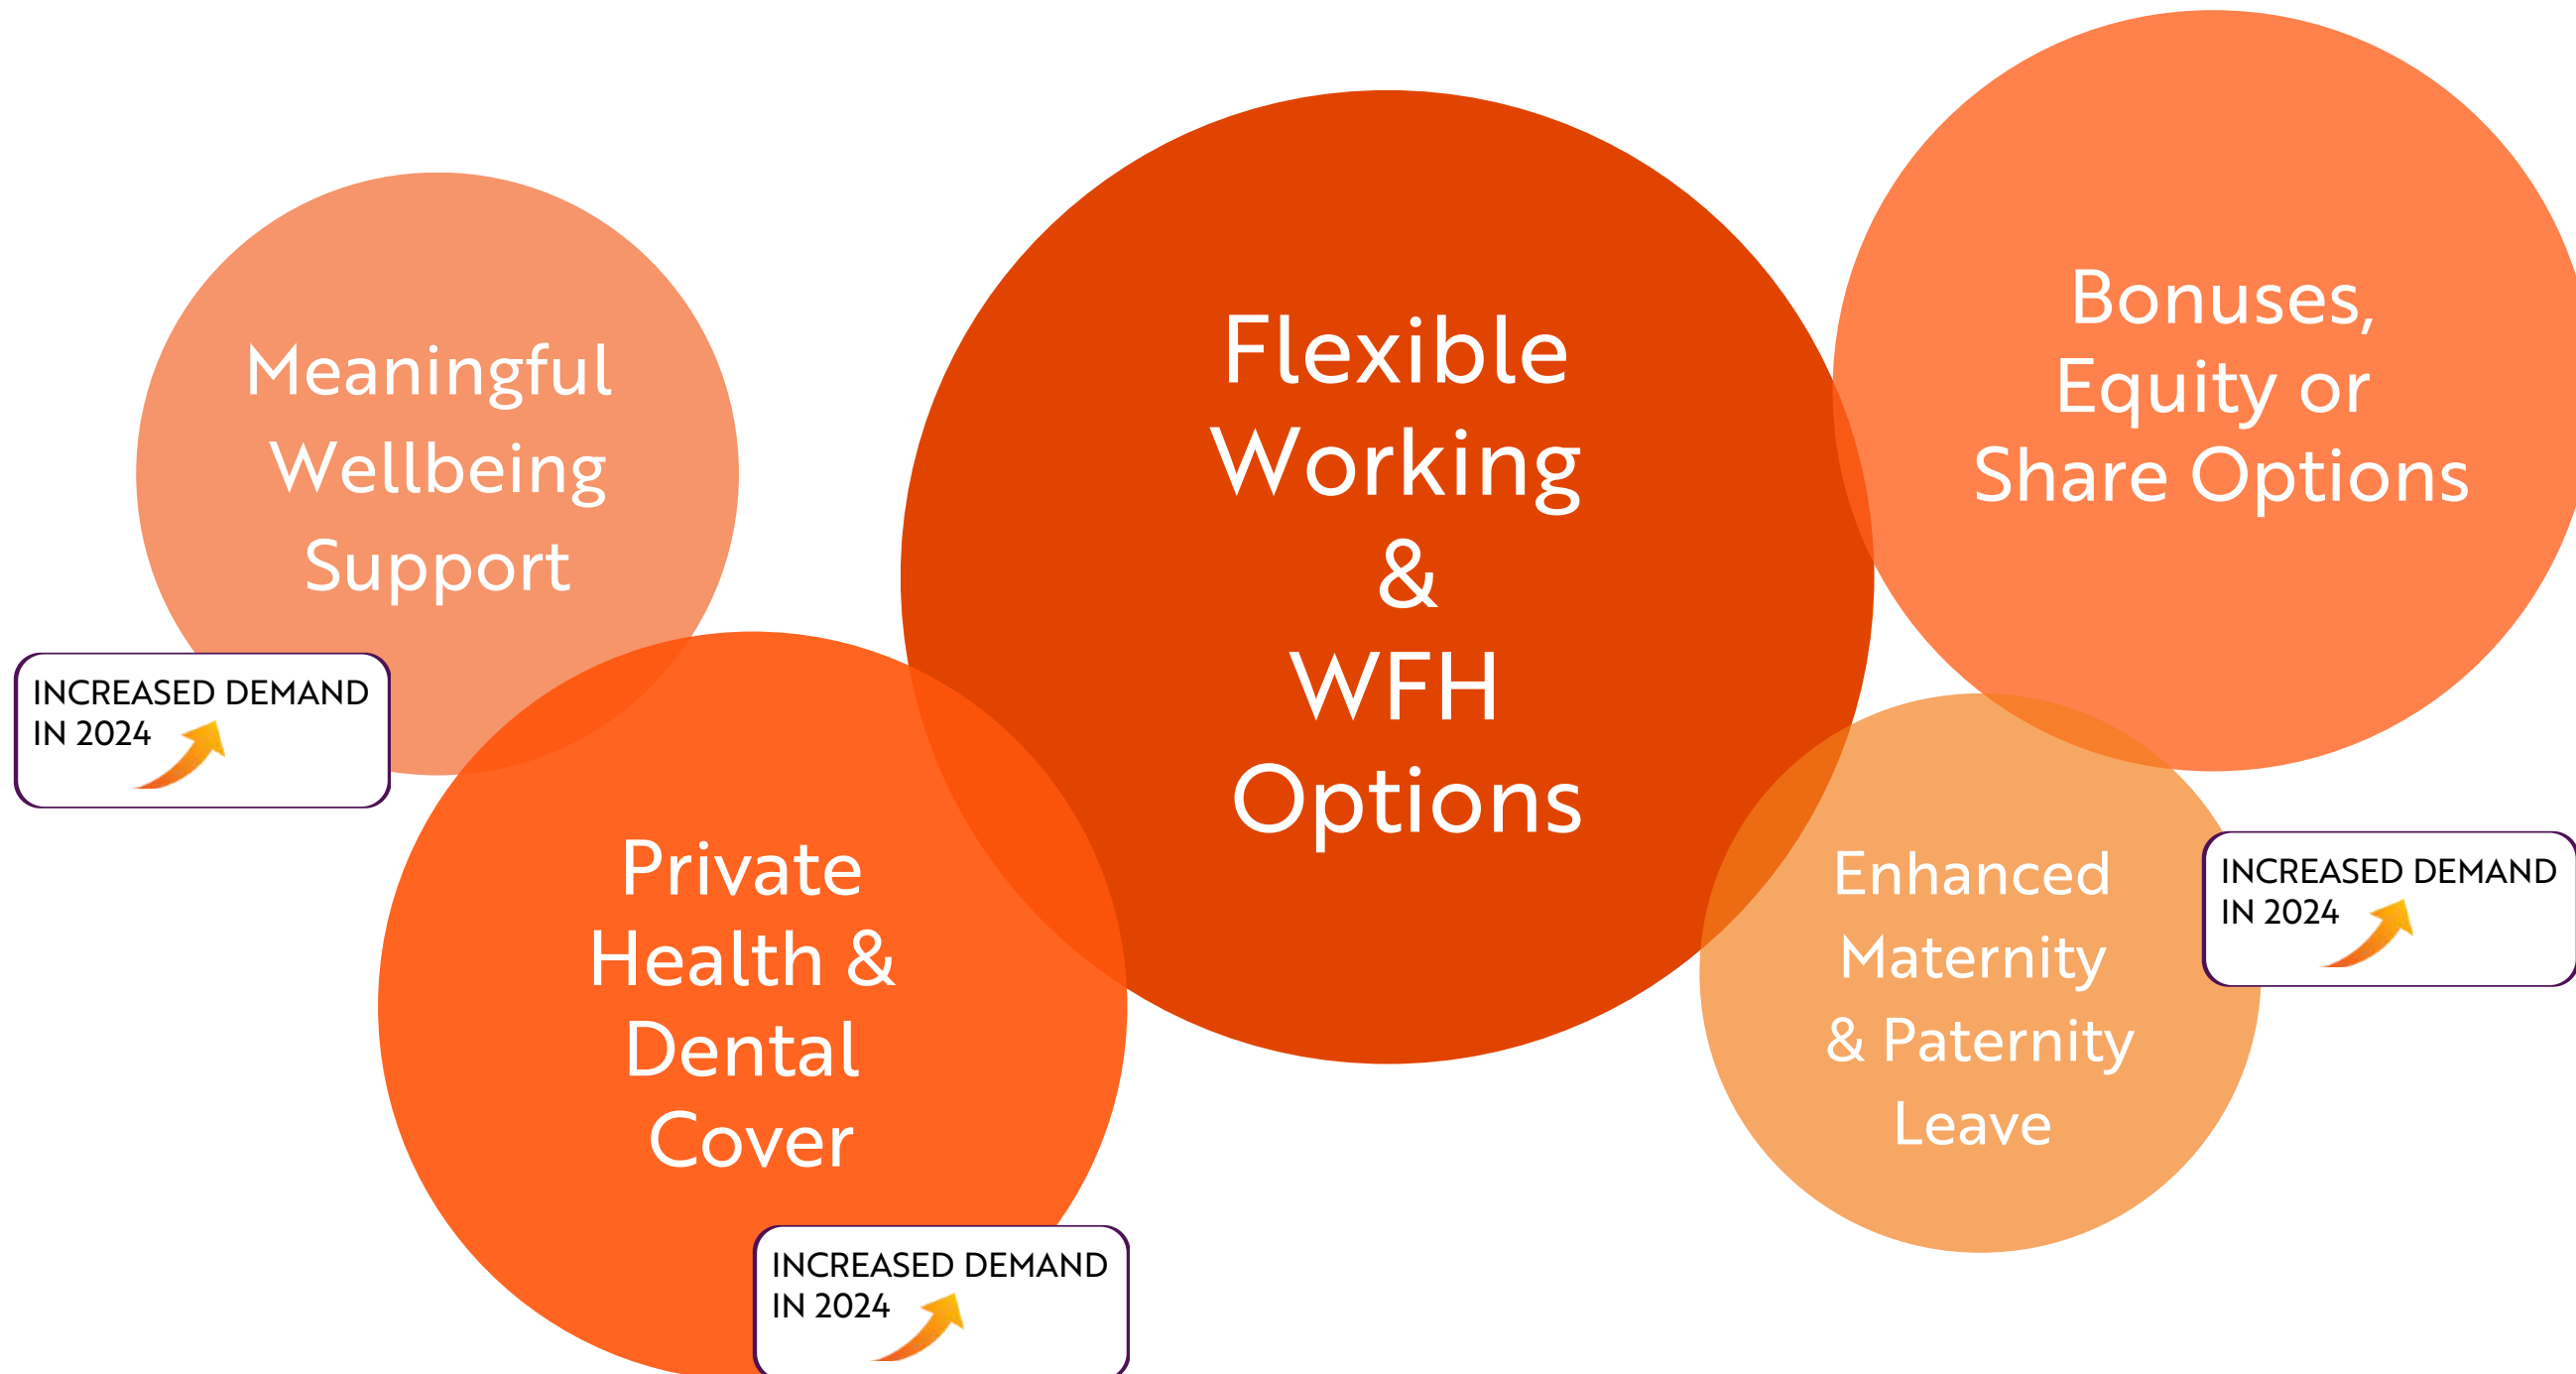 Meaningful
Wellbeing
Support
INCREASED DEMAND
IN 2024
Private
Health &
Dental
Cover
INCREASED DEMAND
IN 2024
Flexible
Working
&
WFH
Options
Bonuses,
Equity or
Share Options
Enhanced
Maternity
& Paternity
Leave
INCREASED DEMAND
IN 2024